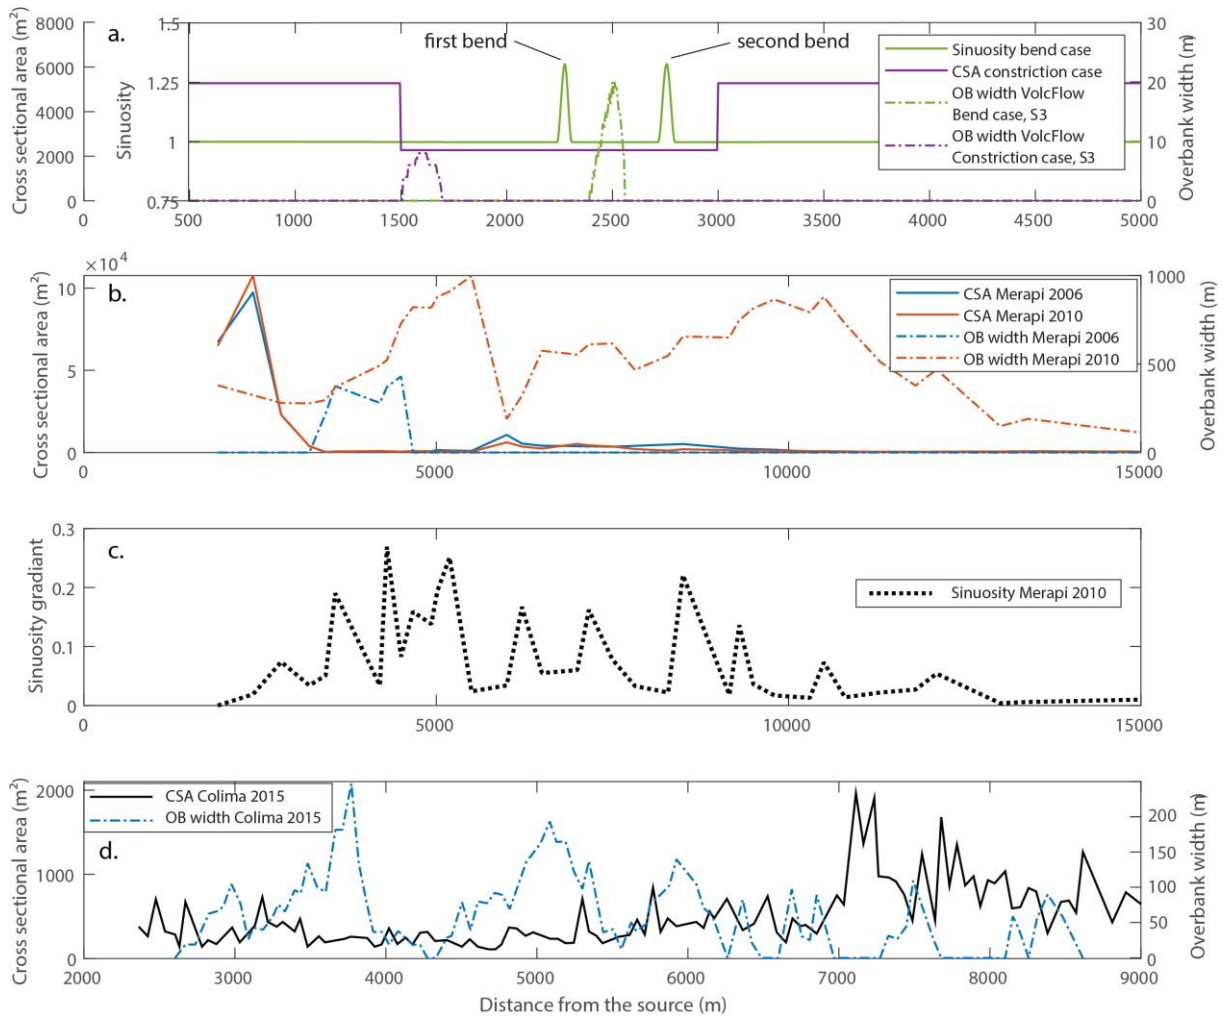 8000
6000
4000
2000
0
Cross sectional area (m²)
1.5
1.25
1
0.75
Sinuosity
a.
first bend
second bend
Sinuosity bend case
CSA constriction case
OB width VolcFlow
Bend case, S3
OB width VolcFlow
Constriction case, S3
30
20
10
0
Overbank width (m)
0
500
1000
1500
2000
2500
3000
3500
4000
4500
5000
×10⁴
10
5
0
Cross sectional area (m²)
b.
CSA Merapi 2006
CSA Merapi 2010
OB width Merapi 2006
OB width Merapi 2010
1000
500
0
Overbank width (m)
0
5000
10000
15000
0.3
0.2
0.1
0
Sinuosity gradiant
c.
Sinuosity Merapi 2010
0
5000
10000
15000
2000
1000
0
Cross sectional area (m²)
CSA Colima 2015
OB width Colima 2015
d.
200
150
100
50
0
Overbank width (m)
2000
3000
4000
5000
6000
7000
8000
9000
Distance from the source (m)